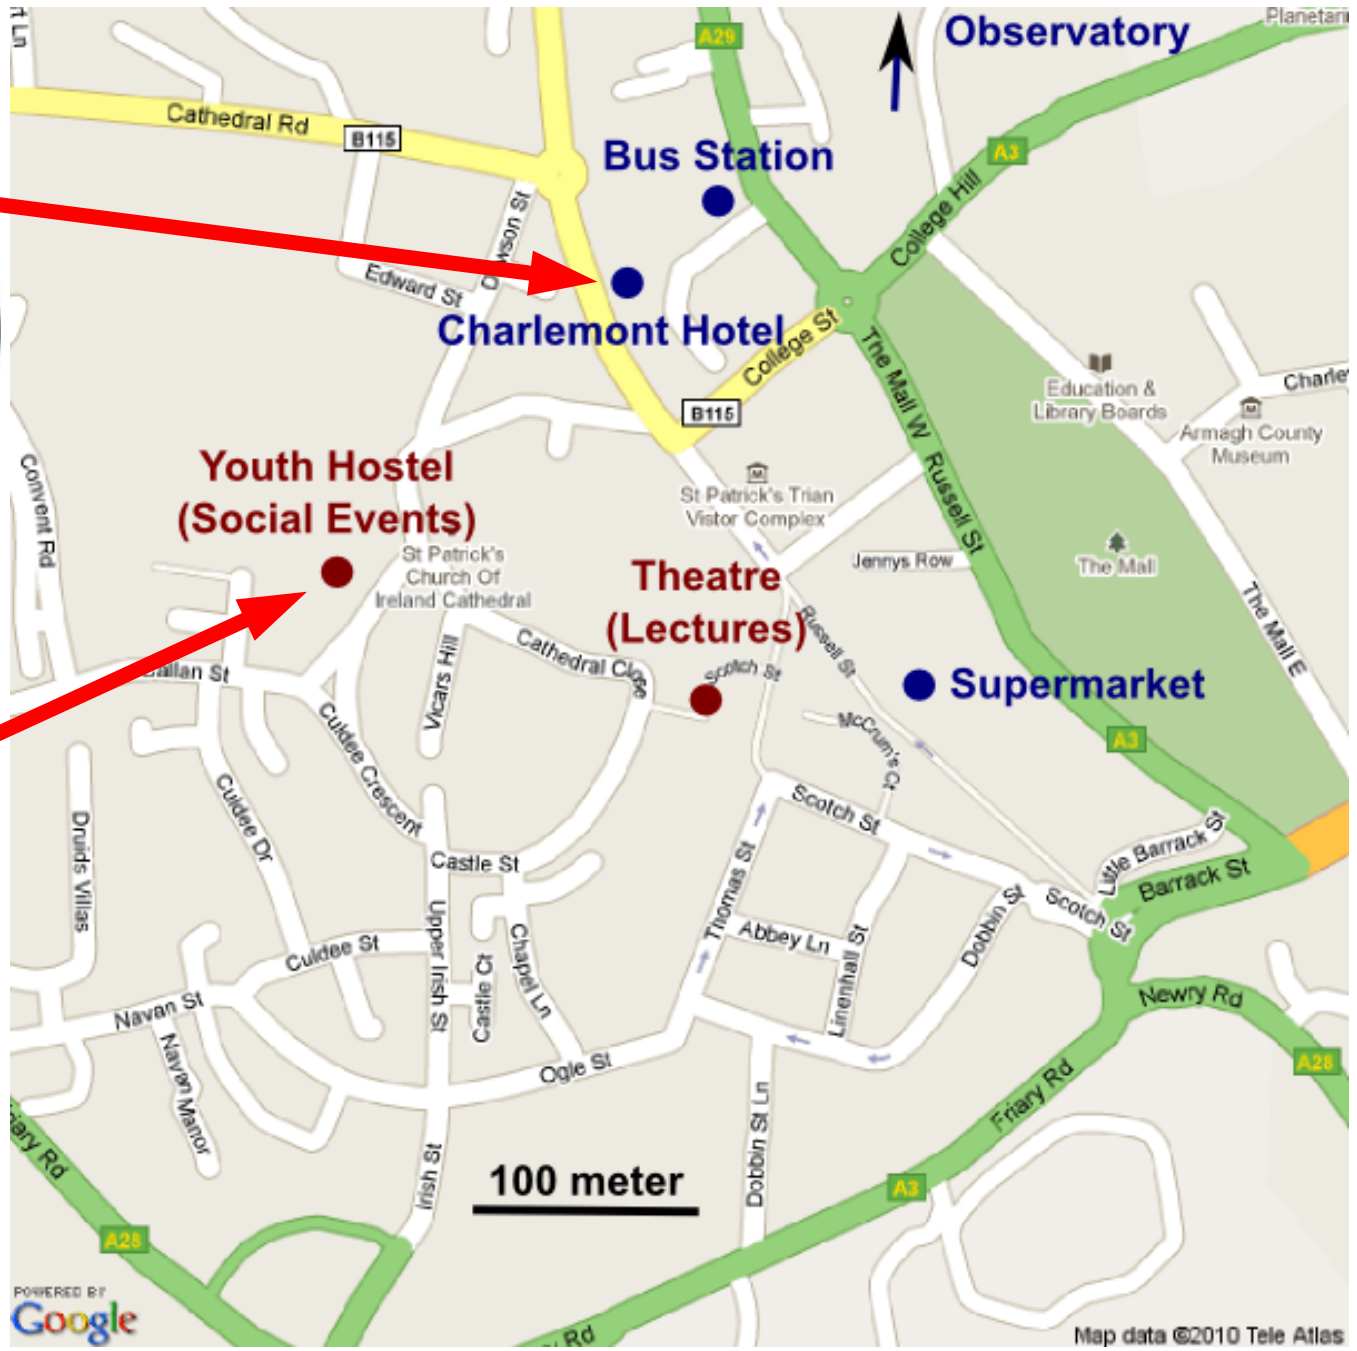 Observatory
Planetari
A29
Cathedral Rd
B115
Bus Station
A3
College Hill
Dawson St
Edward St
Charlemont Hotel
College St
The Mall W
Education &
Library Boards
Charle
Armagh County
Museum
B115
Youth Hostel
(Social Events)
Convent Rd
St Patrick's Trian
Vistor Complex
Russell St
St Patrick's
Church Of
Ireland Cathedral
Theatre
(Lectures)
Jennys Row
The Mall
The Mall E
Russell St
Cathedral Close
Scotch St
Vicars Hill
allan St
Supermarket
McCrum's Ct
A3
Culdee Crescent
Culdee Dr
Druids Villas
Scotch St
Castle St
Thomas St
Little Barrack St
Barrack St
Scotch St
Dobbin St
Abbey Ln
Linenhall St
Upper Irish St
Chapel Ln
Castle Ct
Culdee St
Navan St
Navan Manor
Newry Rd
Ogle St
Friary Rd
A28
Dobbin St Ln
riary Rd
Irish St
100 meter
A3
A28
POWERED BY
Google
y Rd
Map data ©2010 Tele Atlas